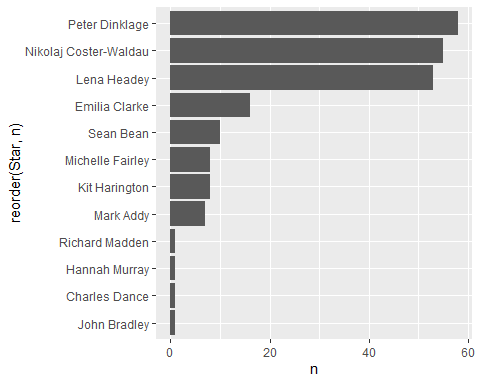 Peter Dinklage
Nikolaj Coster-Waldau
Lena Headey
Emilia Clarke
Sean Bean
Michelle Fairley
Kit Harington
Mark Addy
Richard Madden
Hannah Murray
Charles Dance
John Bradley
reorder(Star, n)
0 20 40 60
n